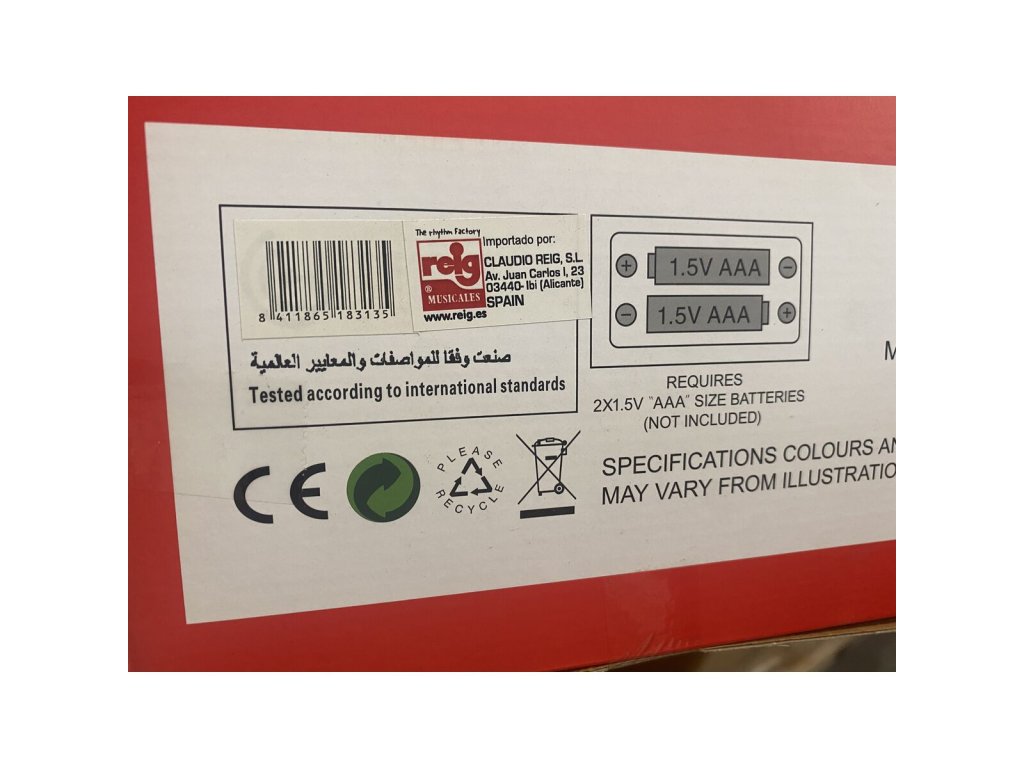 The rhythm Factory
reig
®
MUSICALES
www.reig.es
Importado por:
CLAUDIO REIG, S.L.
Av. Juan Carlos I, 23
03440- Ibi (Alicante)
SPAIN
8 411865 183135
صنعت وفقا للمواصفات والمعايير العالمية
Tested according to international standards
+ 1.5V AAA −
− 1.5V AAA +
REQUIRES
2X1.5V "AAA" SIZE BATTERIES
(NOT INCLUDED)
CE
PLEASE
RECYCLE
SPECIFICATIONS COLOURS
MAY VARY FROM